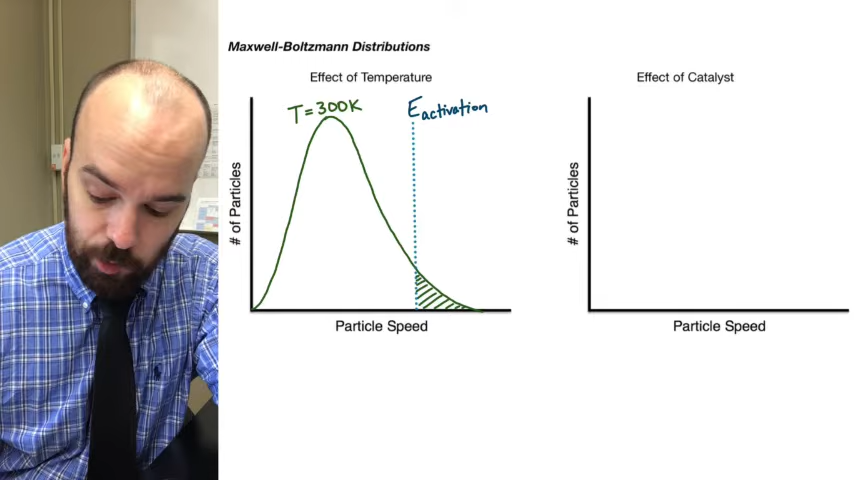 Maxwell-Boltzmann Distributions
Effect of Temperature
T=300K
Eactivation
# of Particles
Particle Speed
Effect of Catalyst
# of Particles
Particle Speed